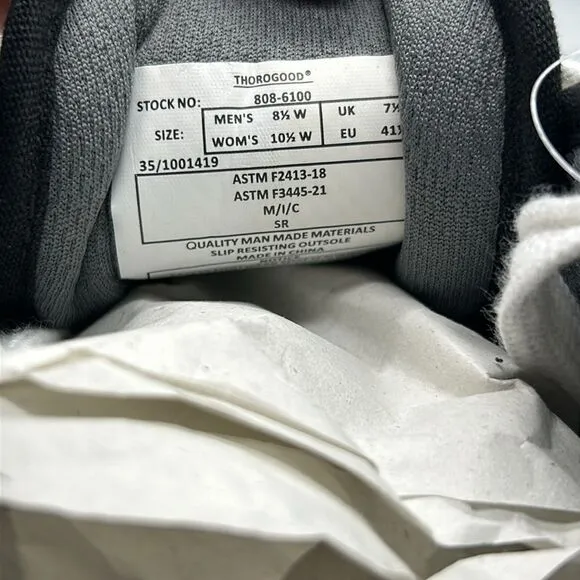 THOROGOOD®
STOCK NO: 808-6100
SIZE:
MEN'S 8½ W UK 7½
WOM'S 10½ W EU
35/1001419
ASTM F2413-18
ASTM F3445-21
M/I/C
SR
QUALITY MAN MADE MATERIALS
SLIP RESISTING OUTSOLE
MADE IN CHINA